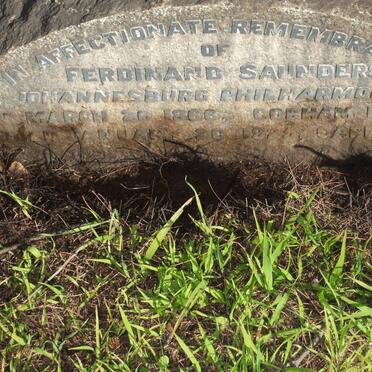 IN AFFECTIONATE REMEMBRA
OF
FERDINAND SAUNDERS
JOHANNESBURG PHILHARMO
MARCH 20 1866,